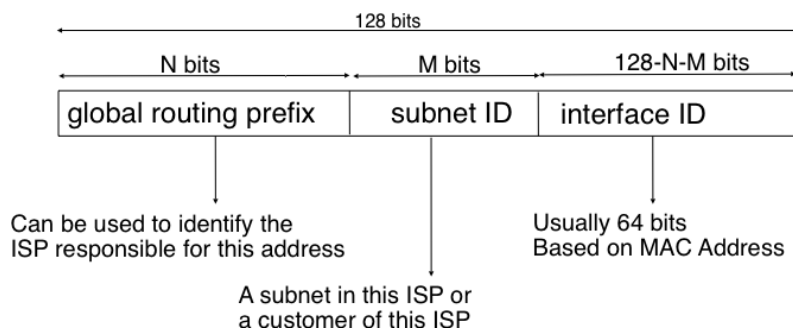 128 bits
N bits
M bits
128-N-M bits
global routing prefix
subnet ID
interface ID
Can be used to identify the
ISP responsible for this address
Usually 64 bits
Based on MAC Address
A subnet in this ISP or
a customer of this ISP